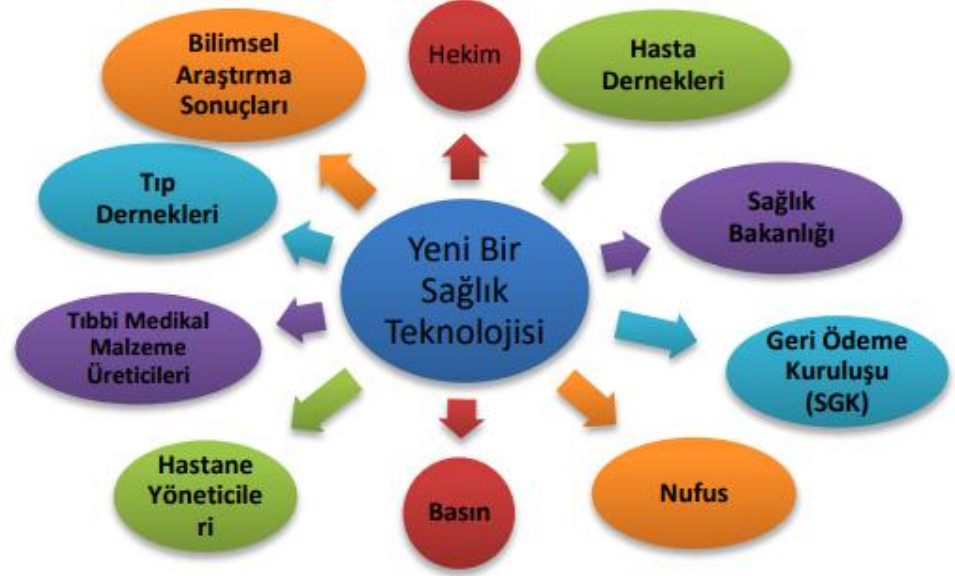 Bilimsel
Araştırma
Sonuçları
Hekim
Hasta
Dernekleri
Tıp
Dernekleri
Yeni Bir
Sağlık
Teknolojisi
Sağlık
Bakanlığı
Tıbbi Medikal
Malzeme
Üreticileri
Geri Ödeme
Kuruluşu
(SGK)
Hastane
Yöneticile
ri
Basın
Nufus